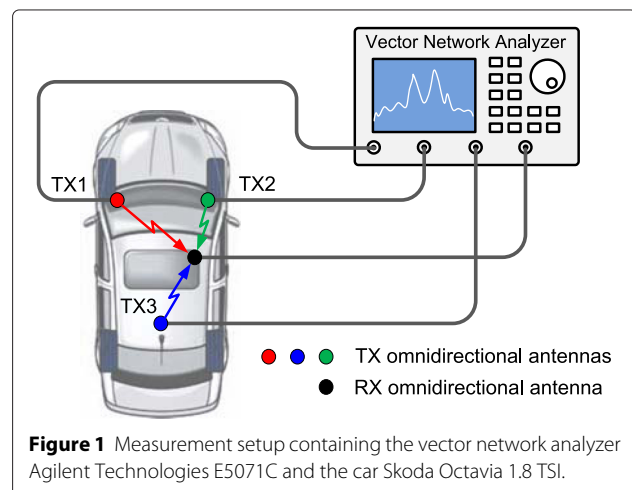 Vector Network Analyzer
TX1
TX2
TX3
TX omnidirectional antennas
RX omnidirectional antenna
Figure 1 Measurement setup containing the vector network analyzer
Agilent Technologies E5071C and the car Skoda Octavia 1.8 TSI.